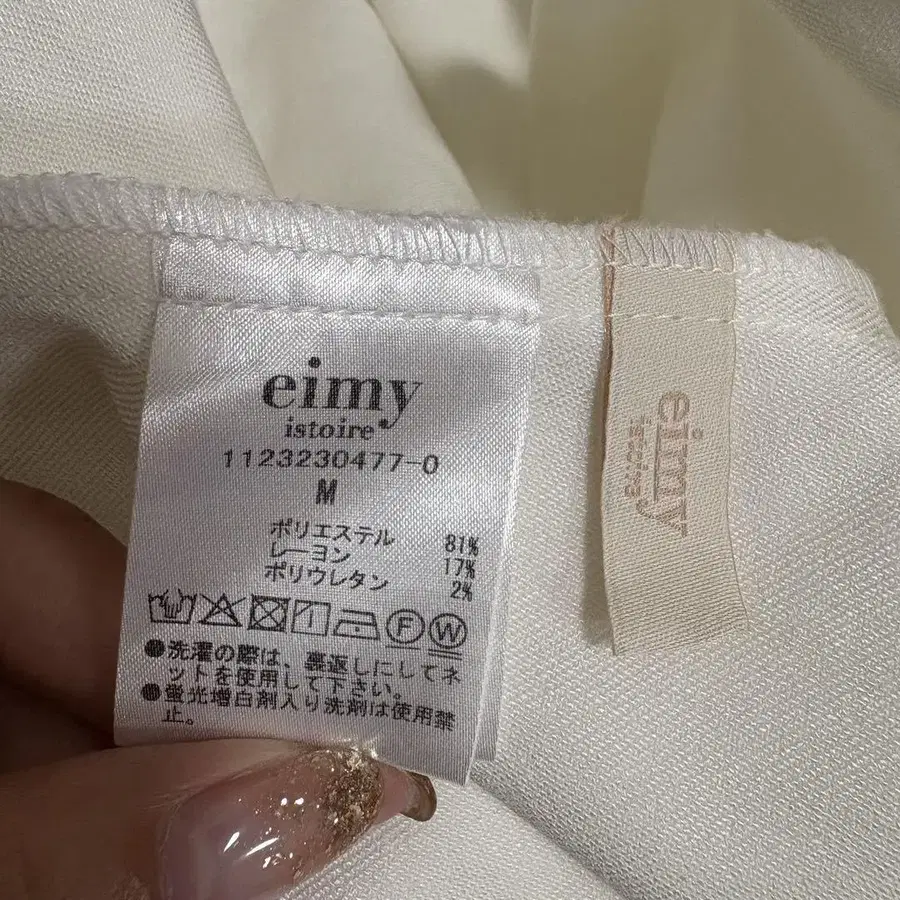 eimy
istoire
1123230477-0
M
ポリエステル 81%
レーヨン 17%
ポリウレタン 2%
F W
●洗濯の際は、裏返しにしてネ
ットを使用して下さい。
●蛍光増白剤入り洗剤は使用禁
止。
eimy
istoire